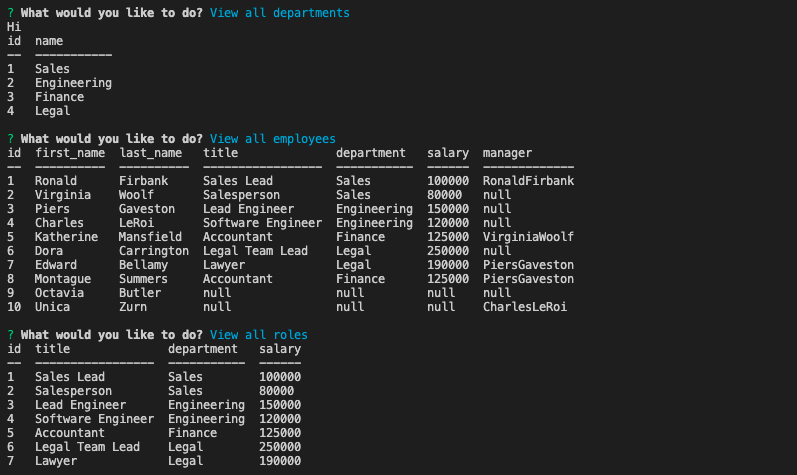 ? What would you like to do? View all departments
Hi
id  name
--  -----------
1   Sales
2   Engineering
3   Finance
4   Legal
? What would you like to do? View all employees
id  first_name  last_name   title              department   salary  manager
--  ----------  ----------  -----------------  -----------  ------  -------------
1   Ronald      Firbank     Sales Lead         Sales        100000  RonaldFirbank
2   Virginia    Woolf       Salesperson        Sales        80000   null
3   Piers       Gaveston    Lead Engineer      Engineering  150000  null
4   Charles     LeRoi       Software Engineer  Engineering  120000  null
5   Katherine   Mansfield   Accountant         Finance      125000  VirginiaWoolf
6   Dora        Carrington  Legal Team Lead    Legal        250000  null
7   Edward      Bellamy     Lawyer             Legal        190000  PiersGaveston
8   Montague    Summers     Accountant         Finance      125000  PiersGaveston
9   Octavia     Butler      null               null         null    null
10  Unica       Zurn        null               null         null    CharlesLeRoi
? What would you like to do? View all roles
id  title              department   salary
--  -----------------  -----------  ------
1   Sales Lead         Sales        100000
2   Salesperson        Sales        80000
3   Lead Engineer      Engineering  150000
4   Software Engineer  Engineering  120000
5   Accountant         Finance      125000
6   Legal Team Lead    Legal        250000
7   Lawyer             Legal        190000